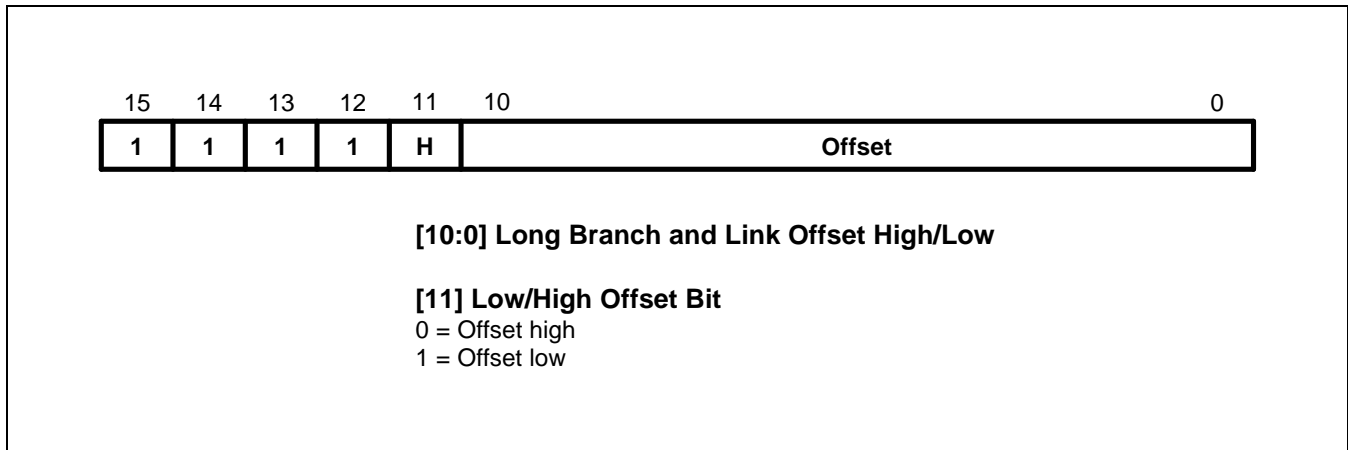 15 14 13 12 11 10 0
1 1 1 1 H Offset
[10:0] Long Branch and Link Offset High/Low
[11] Low/High Offset Bit
0 = Offset high
1 = Offset low